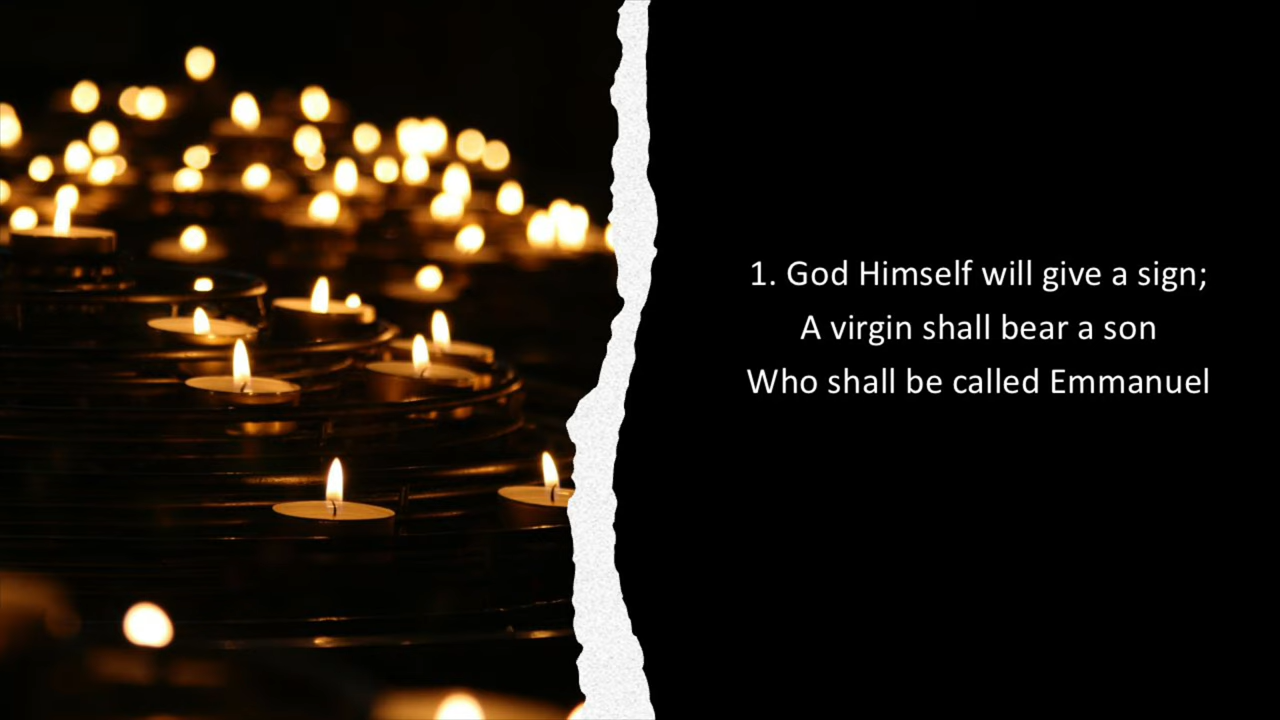 1. God Himself will give a sign;
A virgin shall bear a son
Who shall be called Emmanuel